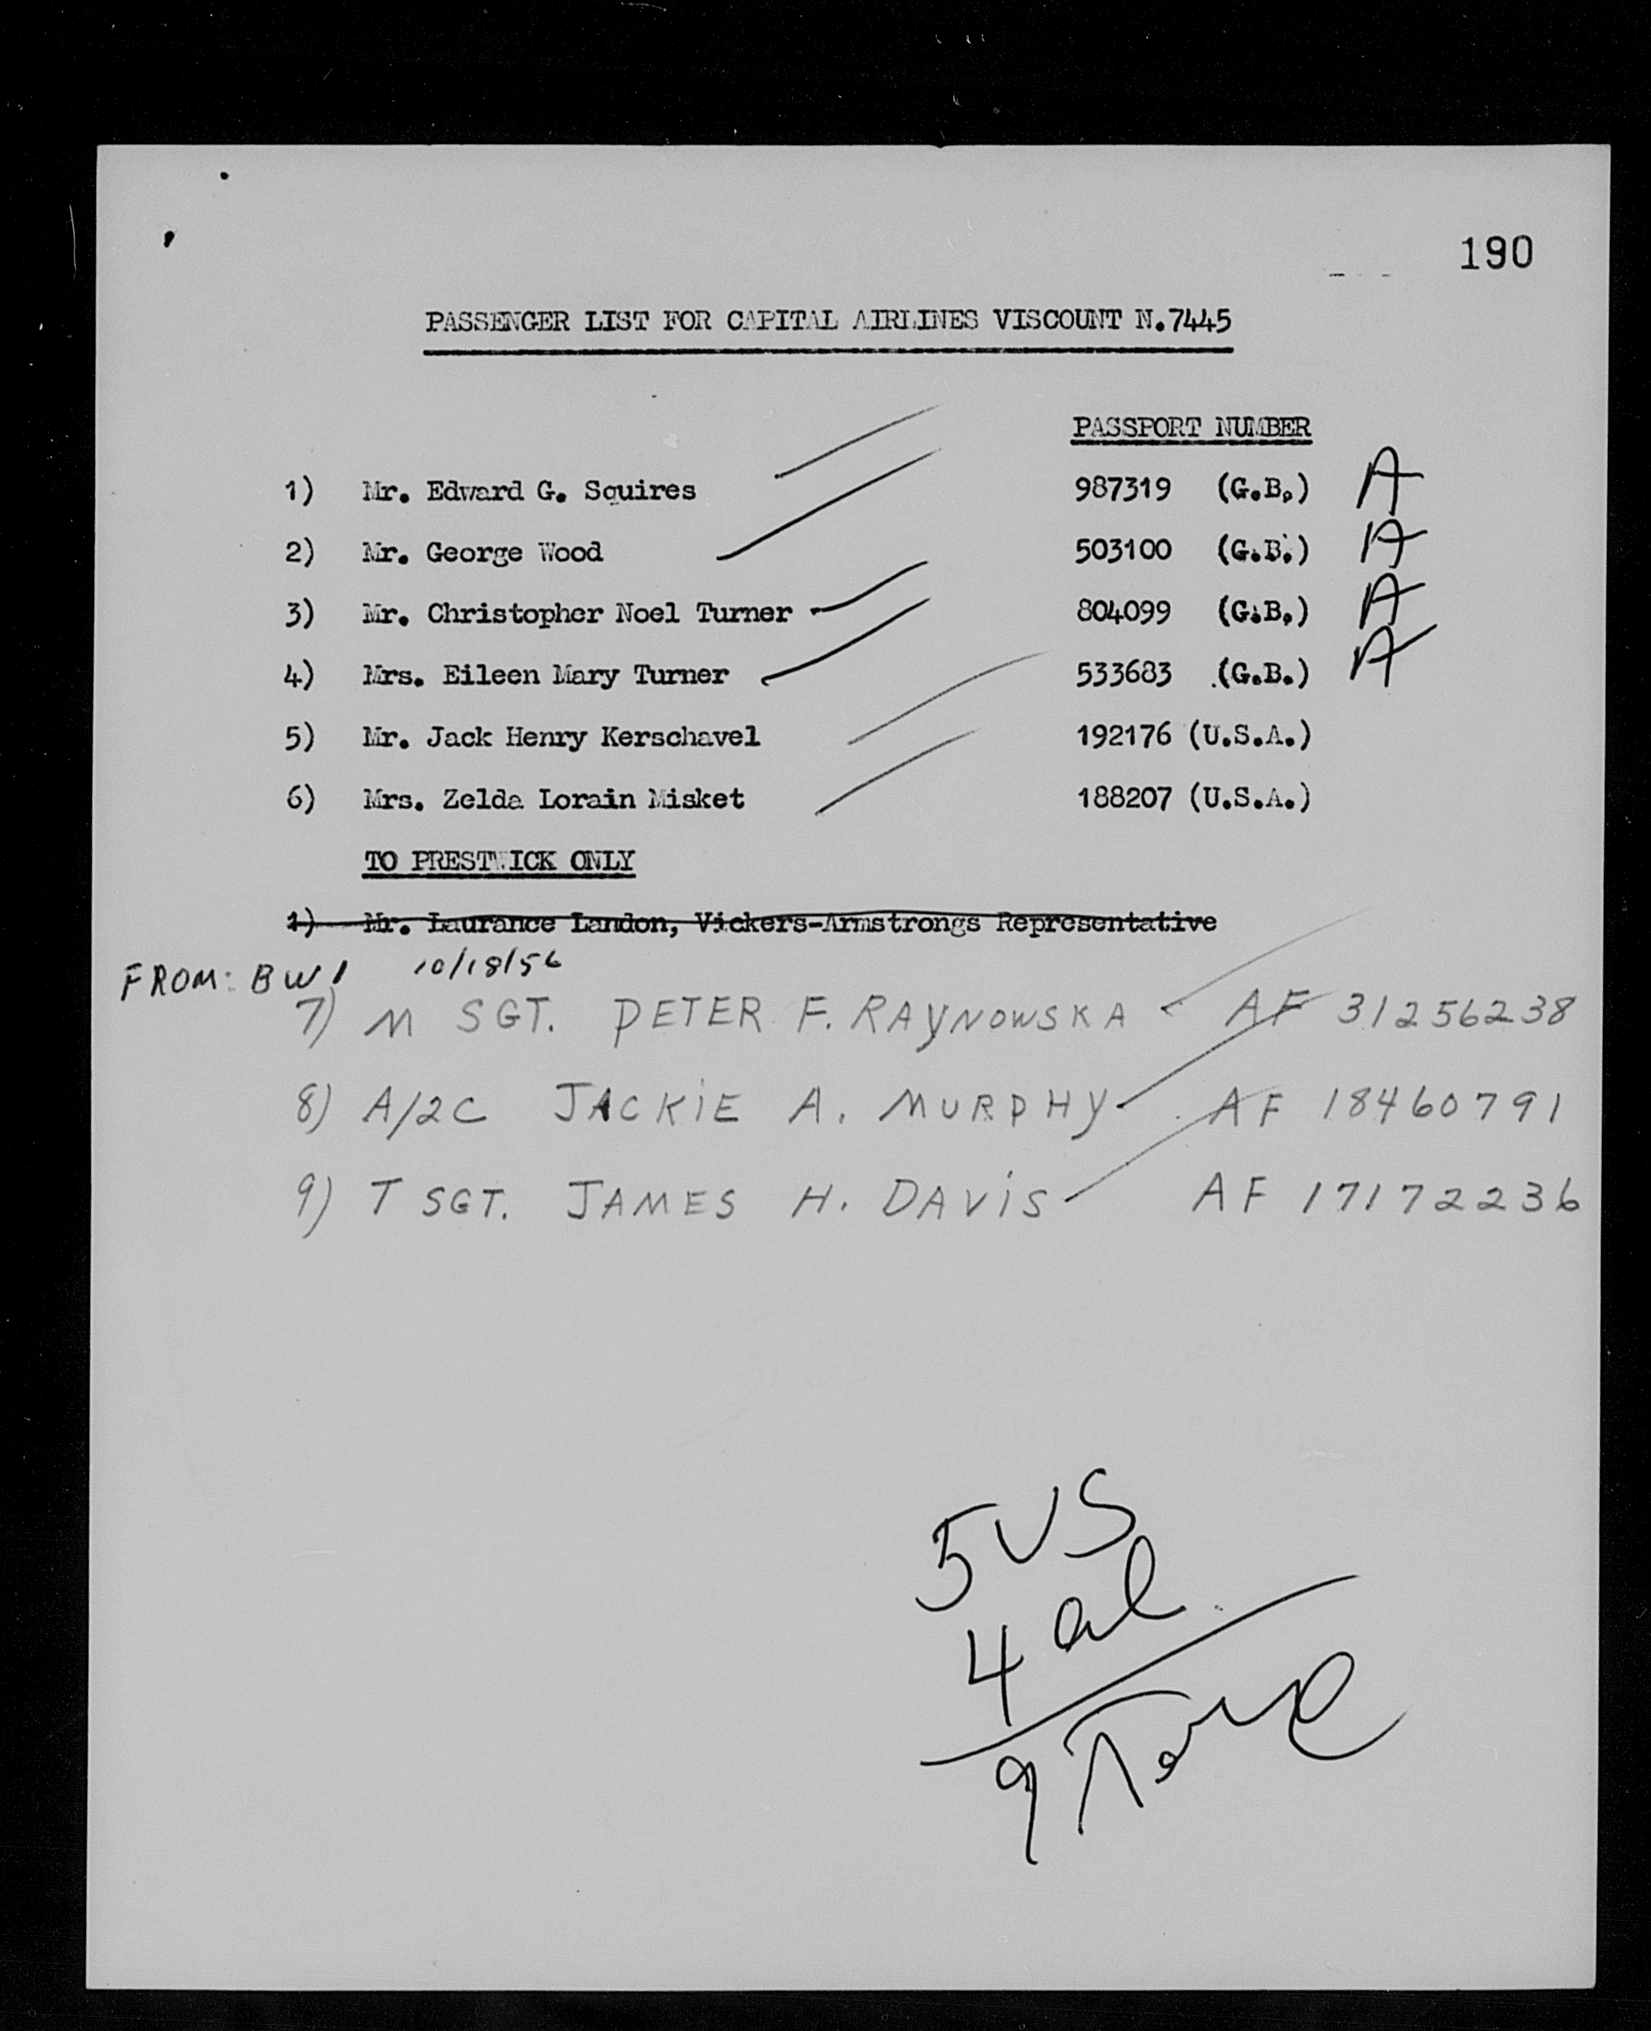 190
PASSENGER LIST FOR CAPITAL AIRLINES VISCOUNT N.7445
PASSPORT NUMBER
1) Mr. Edward G. Squires 987319 (G.B.) A
2) Mr. George Wood 503100 (G.B.) A
3) Mr. Christopher Noel Turner 804099 (G.B.) A
4) Mrs. Eileen Mary Turner 533683 (G.B.) A
5) Mr. Jack Henry Kerschavel 192176 (U.S.A.)
6) Mrs. Zelda Lorain Misket 188207 (U.S.A.)
TO PRESTWICK ONLY
1) Mr. Laurance Landon, Vickers-Armstrongs Representative
FROM: BWI 10/18/56
7) M SGT. PETER F. RAYNOWSKA AF 31256238
8) A/2C JACKIE A. MURPHY AF 18460791
9) T SGT. JAMES H. DAVIS AF 17172236
5 US
4 al
9